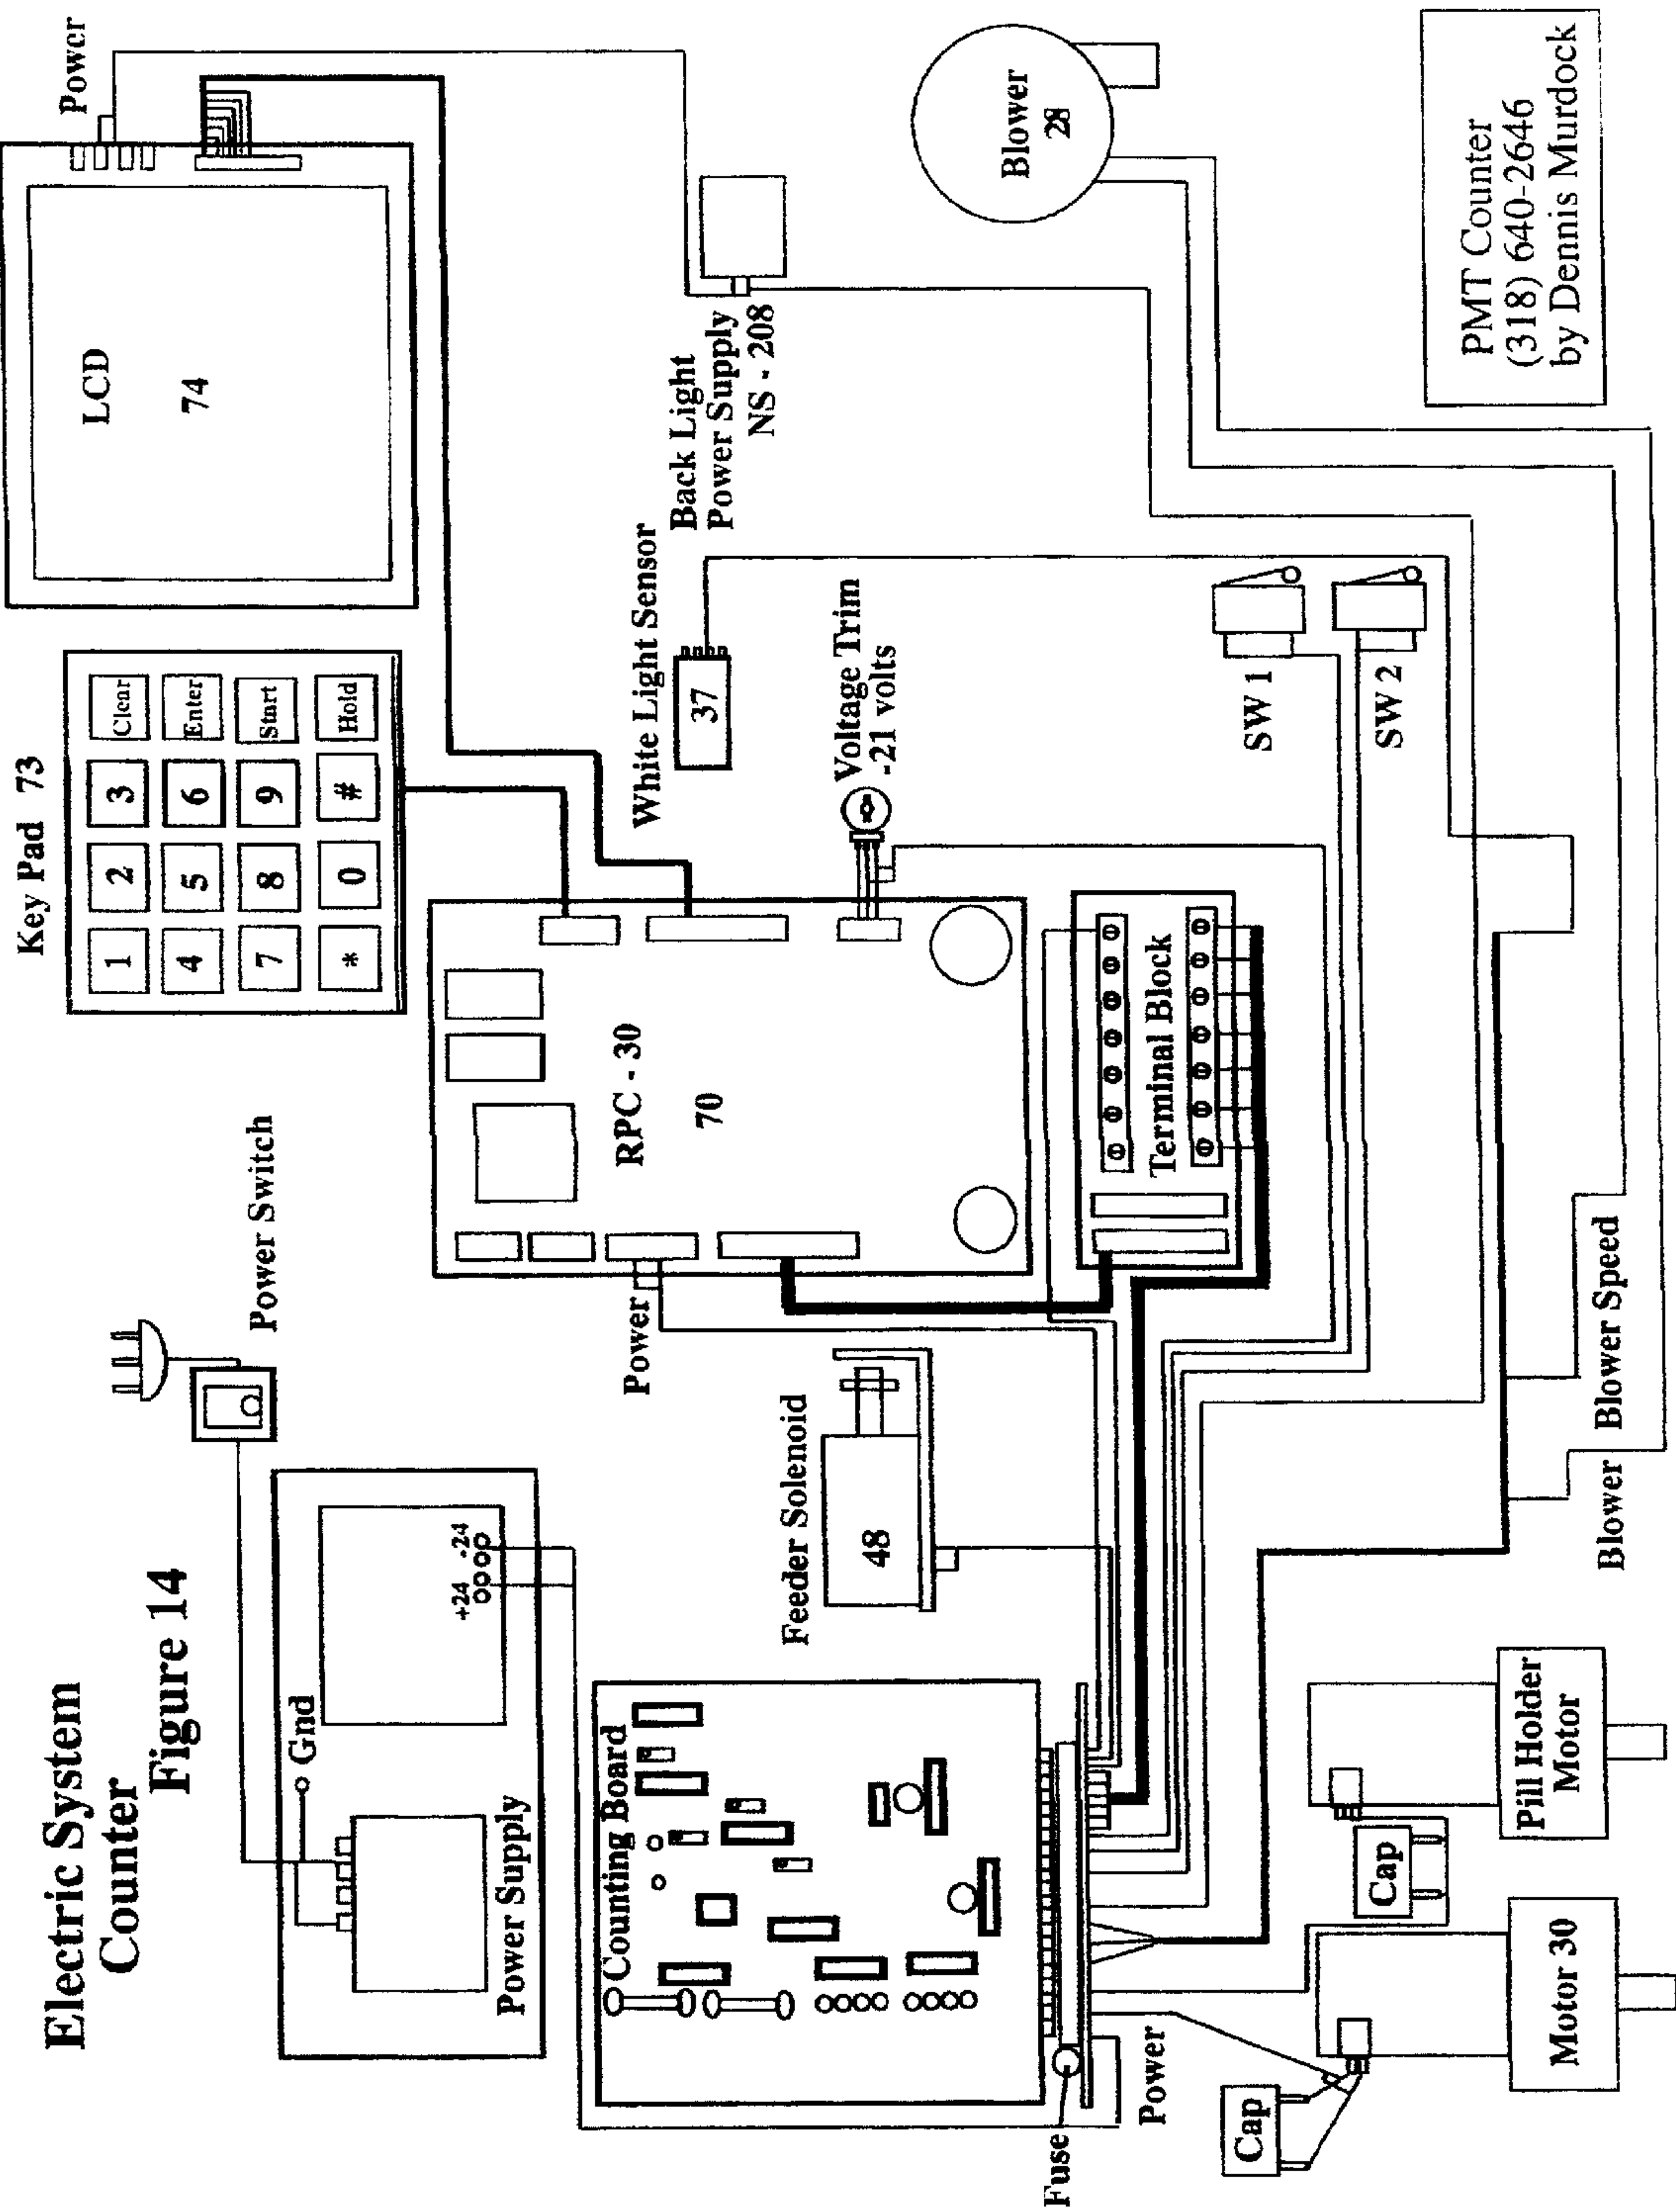 Electric System
Counter
Figure 14
Power Switch
Gnd
Power Supply
+24 -24
Key Pad 73
1 2 3 Clear
4 5 6 Enter
7 8 9 Start
* 0 # Hold
LCD
74
Power
Counting Board
Fuse
Power
Feeder Solenoid
48
Power
RPC - 30
70
White Light Sensor
37
Voltage Trim
-21 volts
Back Light
Power Supply
NS - 208
Terminal Block
SW 1
SW 2
Blower
28
Cap
Motor 30
Cap
Pill Holder
Motor
Blower
Blower Speed
PMT Counter
(318) 640-2646
by Dennis Murdock